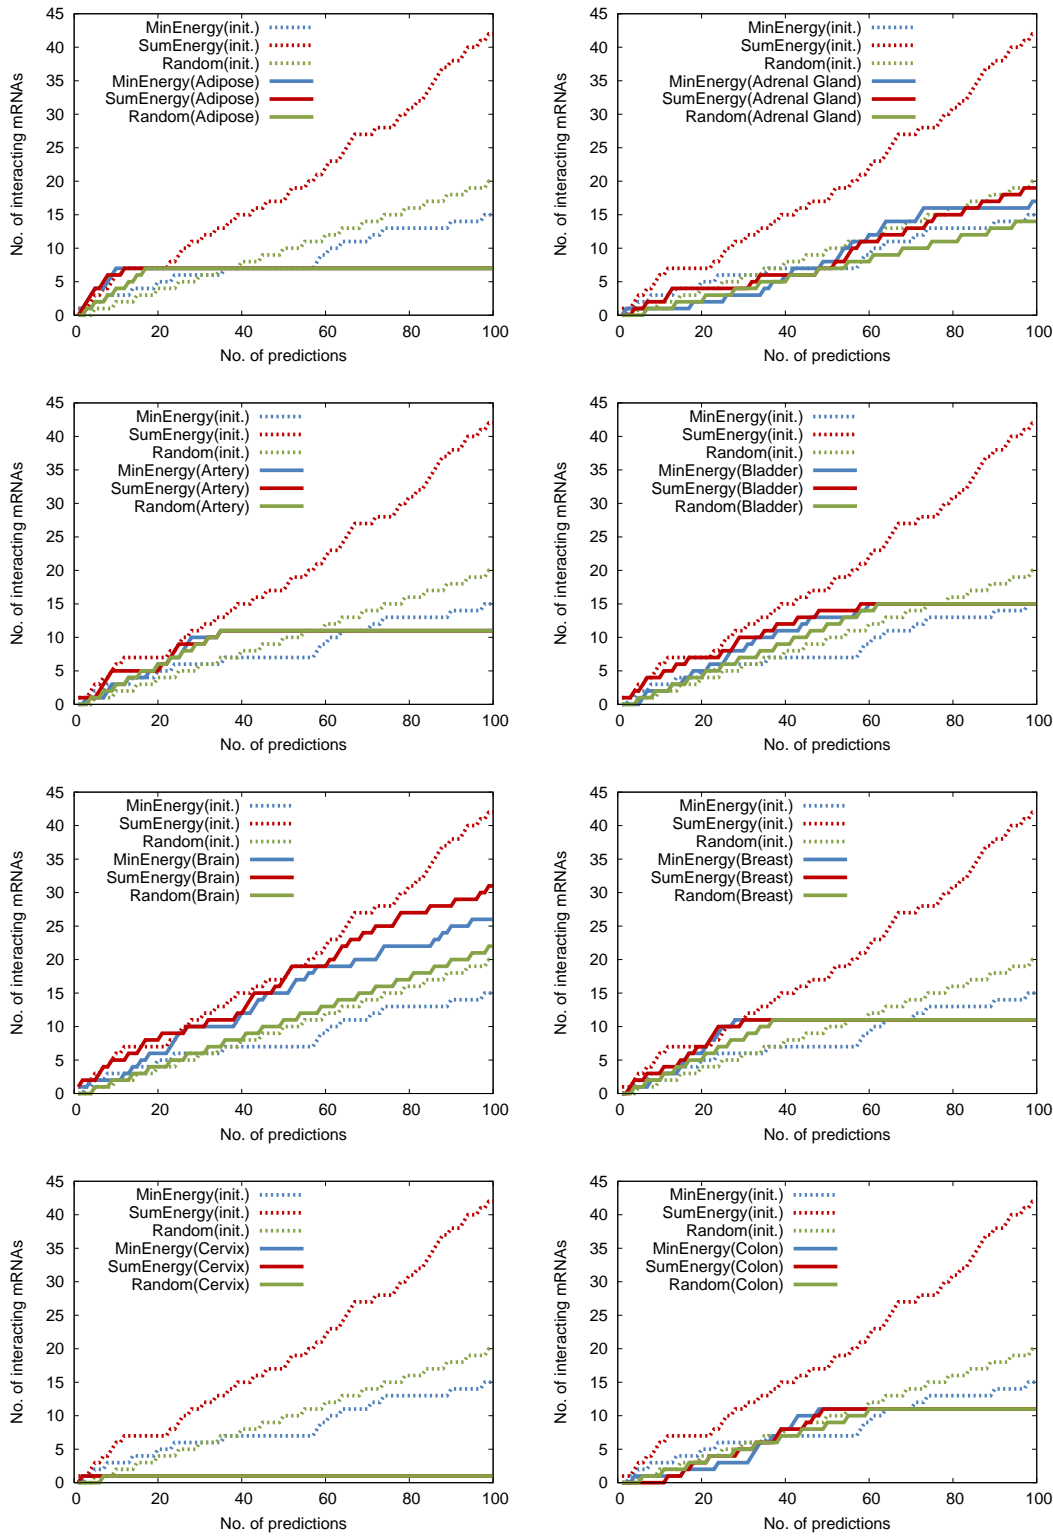 45
40
35
30
25
20
15
10
5
0
No. of interacting mRNAs
MinEnergy(init.)
SumEnergy(init.)
Random(init.)
MinEnergy(Adipose)
SumEnergy(Adipose)
Random(Adipose)
0 20 40 60 80 100
No. of predictions
45
40
35
30
25
20
15
10
5
0
No. of interacting mRNAs
MinEnergy(init.)
SumEnergy(init.)
Random(init.)
MinEnergy(Adrenal Gland)
SumEnergy(Adrenal Gland)
Random(Adrenal Gland)
0 20 40 60 80 100
No. of predictions
45
40
35
30
25
20
15
10
5
0
No. of interacting mRNAs
MinEnergy(init.)
SumEnergy(init.)
Random(init.)
MinEnergy(Artery)
SumEnergy(Artery)
Random(Artery)
0 20 40 60 80 100
No. of predictions
45
40
35
30
25
20
15
10
5
0
No. of interacting mRNAs
MinEnergy(init.)
SumEnergy(init.)
Random(init.)
MinEnergy(Bladder)
SumEnergy(Bladder)
Random(Bladder)
0 20 40 60 80 100
No. of predictions
45
40
35
30
25
20
15
10
5
0
No. of interacting mRNAs
MinEnergy(init.)
SumEnergy(init.)
Random(init.)
MinEnergy(Brain)
SumEnergy(Brain)
Random(Brain)
0 20 40 60 80 100
No. of predictions
45
40
35
30
25
20
15
10
5
0
No. of interacting mRNAs
MinEnergy(init.)
SumEnergy(init.)
Random(init.)
MinEnergy(Breast)
SumEnergy(Breast)
Random(Breast)
0 20 40 60 80 100
No. of predictions
45
40
35
30
25
20
15
10
5
0
No. of interacting mRNAs
MinEnergy(init.)
SumEnergy(init.)
Random(init.)
MinEnergy(Cervix)
SumEnergy(Cervix)
Random(Cervix)
0 20 40 60 80 100
No. of predictions
45
40
35
30
25
20
15
10
5
0
No. of interacting mRNAs
MinEnergy(init.)
SumEnergy(init.)
Random(init.)
MinEnergy(Colon)
SumEnergy(Colon)
Random(Colon)
0 20 40 60 80 100
No. of predictions